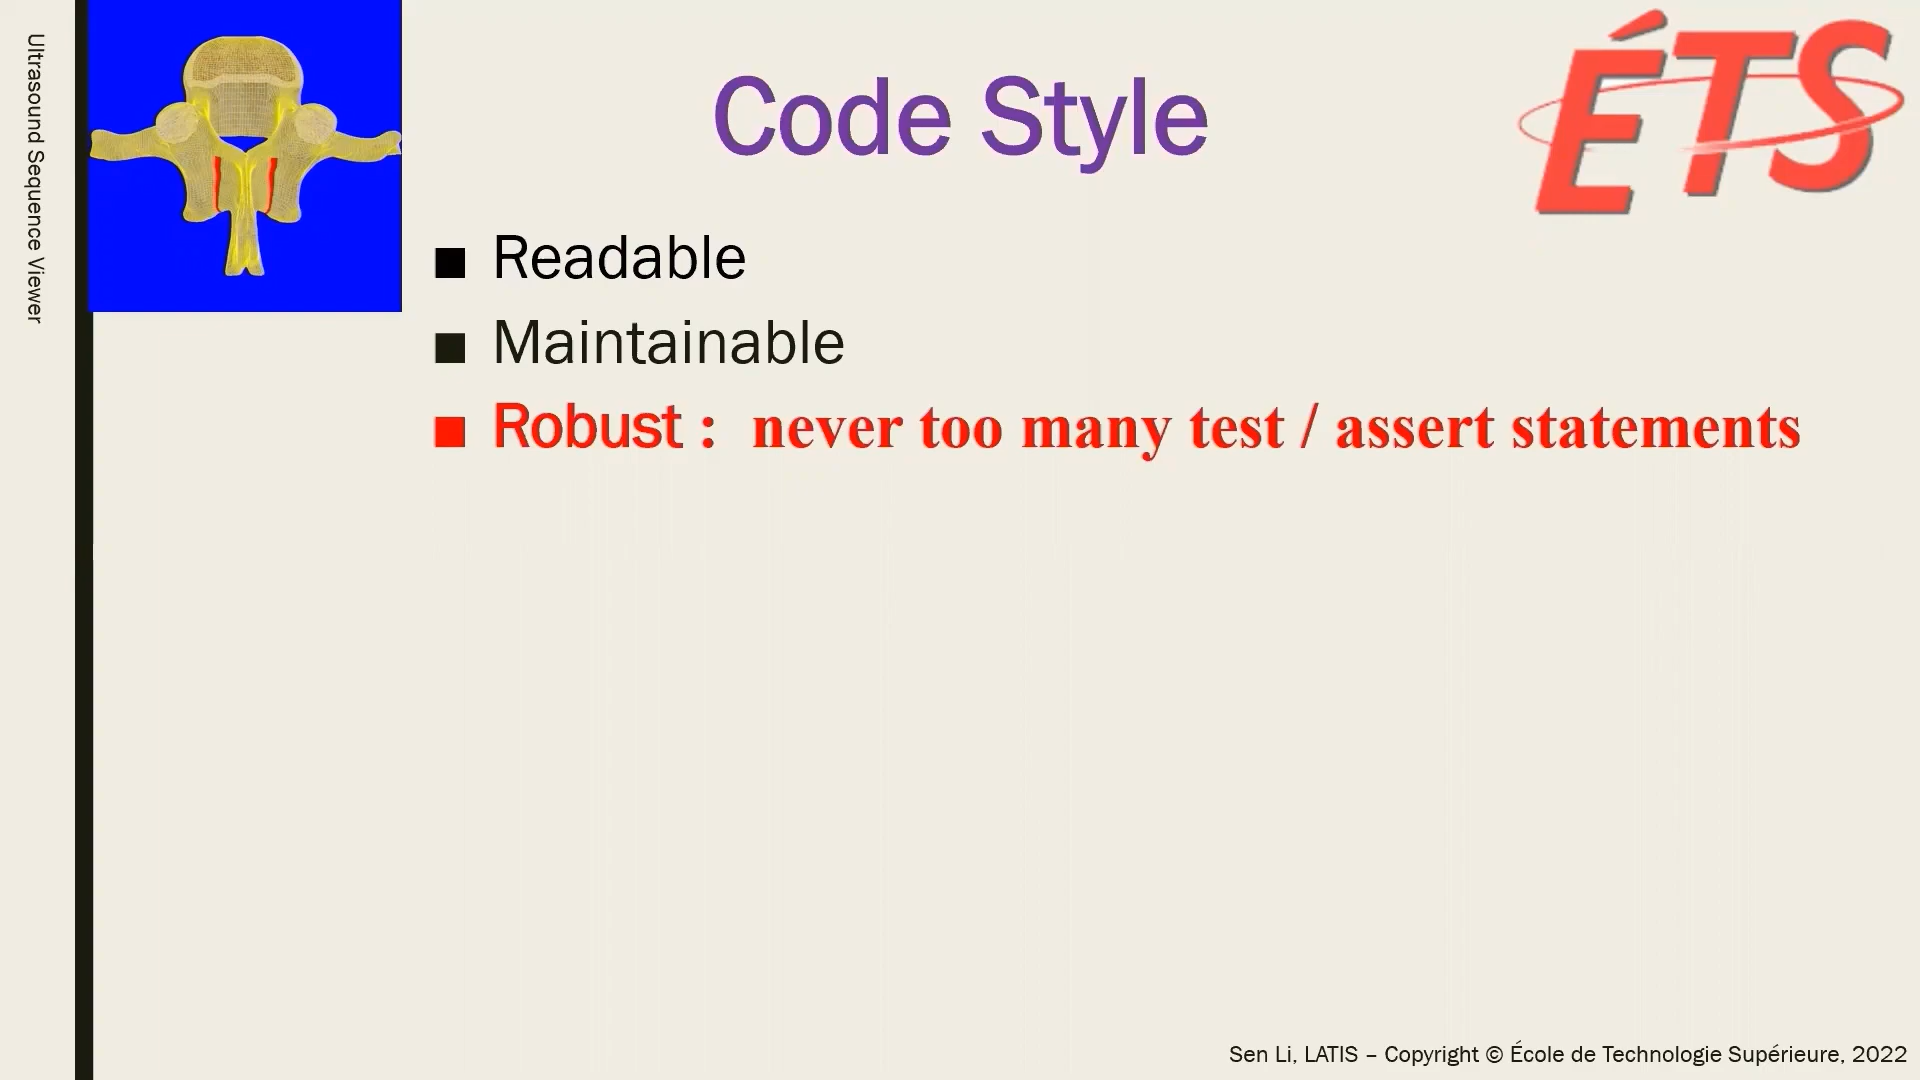 Ultrasound Sequence Viewer
Code Style
ÉTS
■ Readable
■ Maintainable
■ Robust : never too many test / assert statements
Sen Li, LATIS – Copyright © École de Technologie Supérieure, 2022